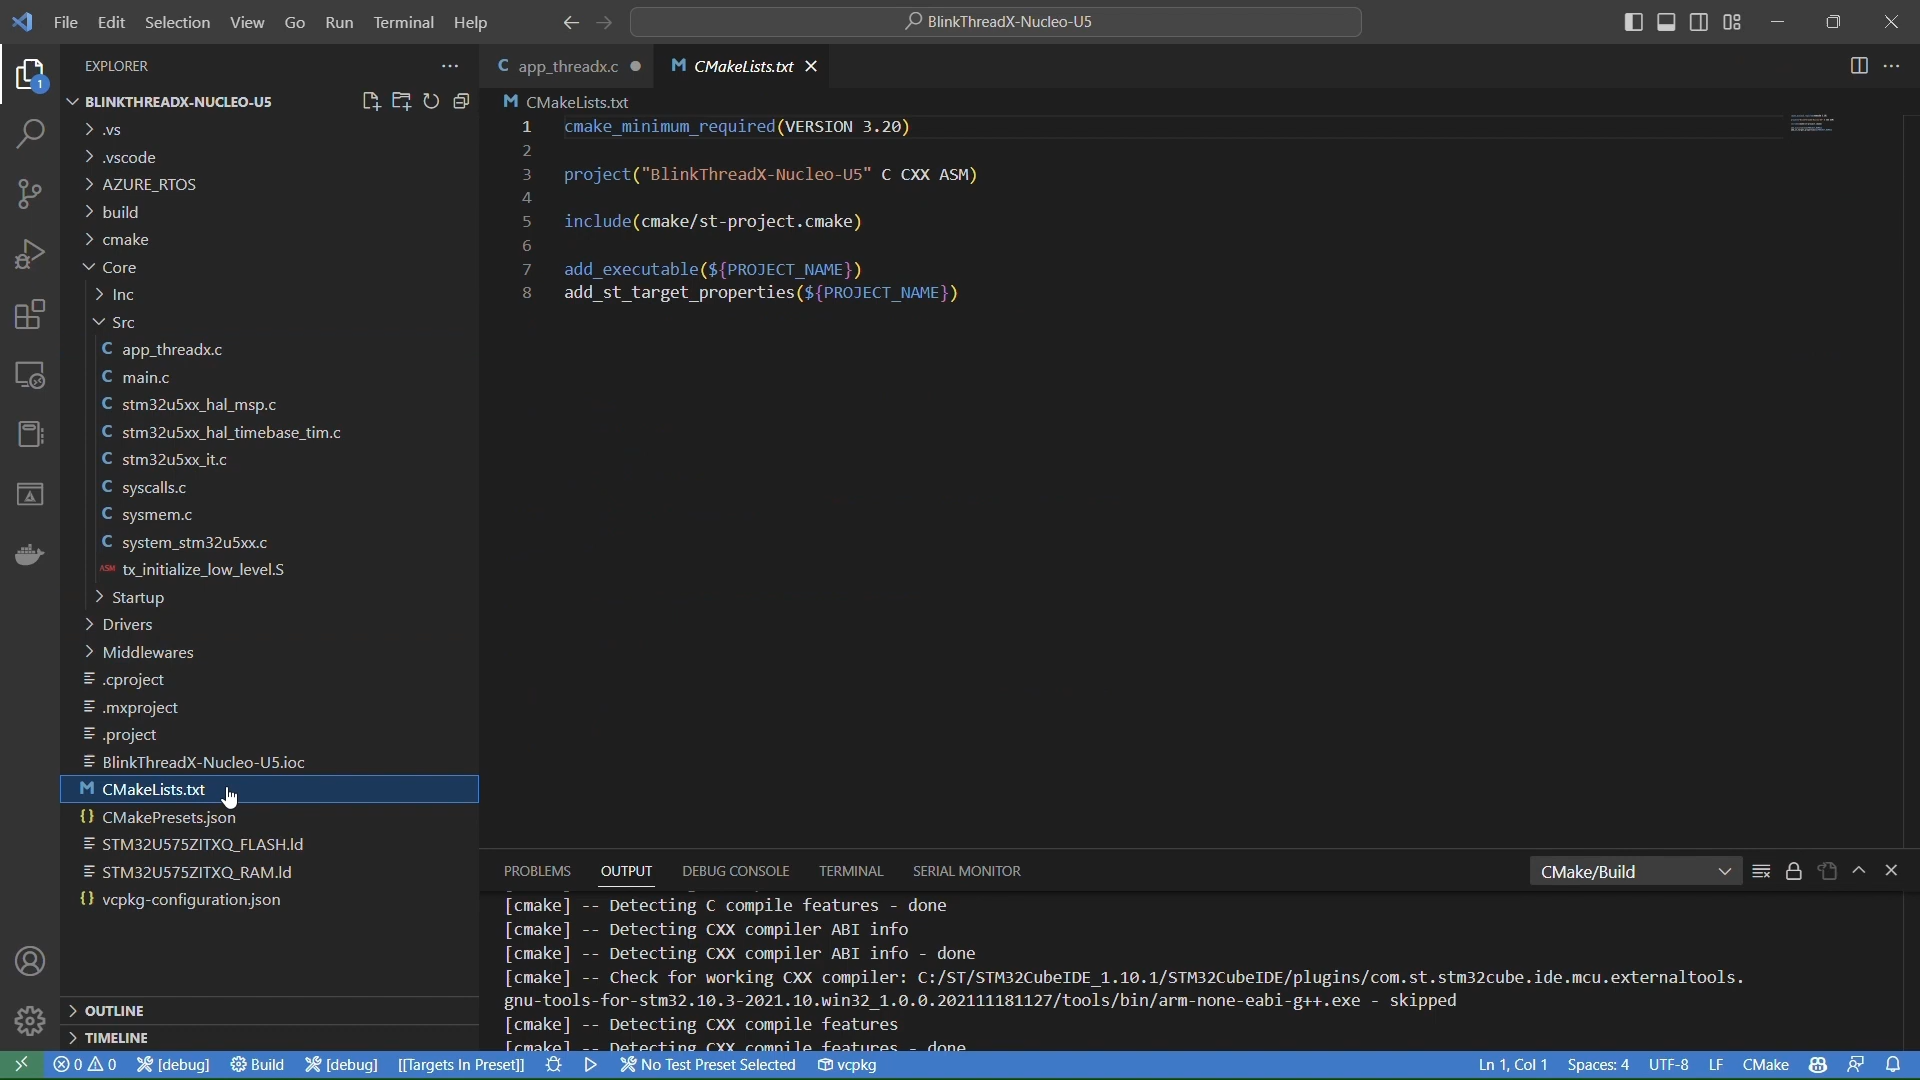 File Edit Selection View Go Run Terminal Help
BlinkThreadX-Nucleo-U5
EXPLORER
BLINKTHREADX-NUCLEO-U5
.vs
.vscode
AZURE_RTOS
build
cmake
Core
Inc
Src
C app_threadx.c
C main.c
C stm32u5xx_hal_msp.c
C stm32u5xx_hal_timebase_tim.c
C stm32u5xx_it.c
C syscalls.c
C sysmem.c
C system_stm32u5xx.c
ASM tx_initialize_low_level.S
Startup
Drivers
Middlewares
.cproject
.mxproject
.project
BlinkThreadX-Nucleo-U5.ioc
M CMakeLists.txt
{} CMakePresets.json
STM32U575ZITXQ_FLASH.ld
STM32U575ZITXQ_RAM.ld
{} vcpkg-configuration.json
OUTLINE
TIMELINE
1
C app_threadx.c
M CMakeLists.txt
M CMakeLists.txt
1 cmake_minimum_required(VERSION 3.20)
2
3 project("BlinkThreadX-Nucleo-U5" C CXX ASM)
4
5 include(cmake/st-project.cmake)
6
7 add_executable(${PROJECT_NAME})
8 add_st_target_properties(${PROJECT_NAME})
PROBLEMS OUTPUT DEBUG CONSOLE TERMINAL SERIAL MONITOR
CMake/Build
[cmake] -- Detecting C compile features - done
[cmake] -- Detecting CXX compiler ABI info
[cmake] -- Detecting CXX compiler ABI info - done
[cmake] -- Check for working CXX compiler: C:/ST/STM32CubeIDE_1.10.1/STM32CubeIDE/plugins/com.st.stm32cube.ide.mcu.externaltools.
gnu-tools-for-stm32.10.3-2021.10.win32_1.0.0.202111181127/tools/bin/arm-none-eabi-g++.exe - skipped
[cmake] -- Detecting CXX compile features
[cmake] -- Detecting CXX compile features - done
0 0 [debug] Build [debug] [[Targets In Preset]] No Test Preset Selected vcpkg
Ln 1, Col 1 Spaces: 4 UTF-8 LF CMake